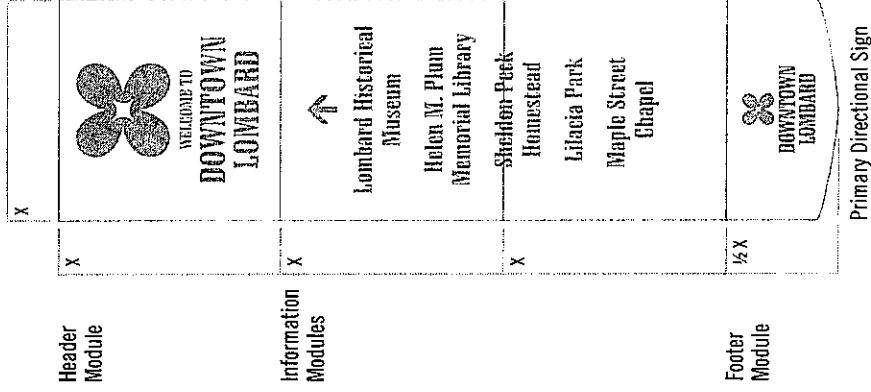 X
Header
Module
X
WELCOME TO
DOWNTOWN
LOMBARD
Information
Modules
X
Lombard Historical
Museum
Helen M. Plum
Memorial Library
Sheldon Peck
Homestead
X
Lilacia Park
Maple Street
Chapel
Footer
Module
½ X
DOWNTOWN
LOMBARD
Primary Directional Sign